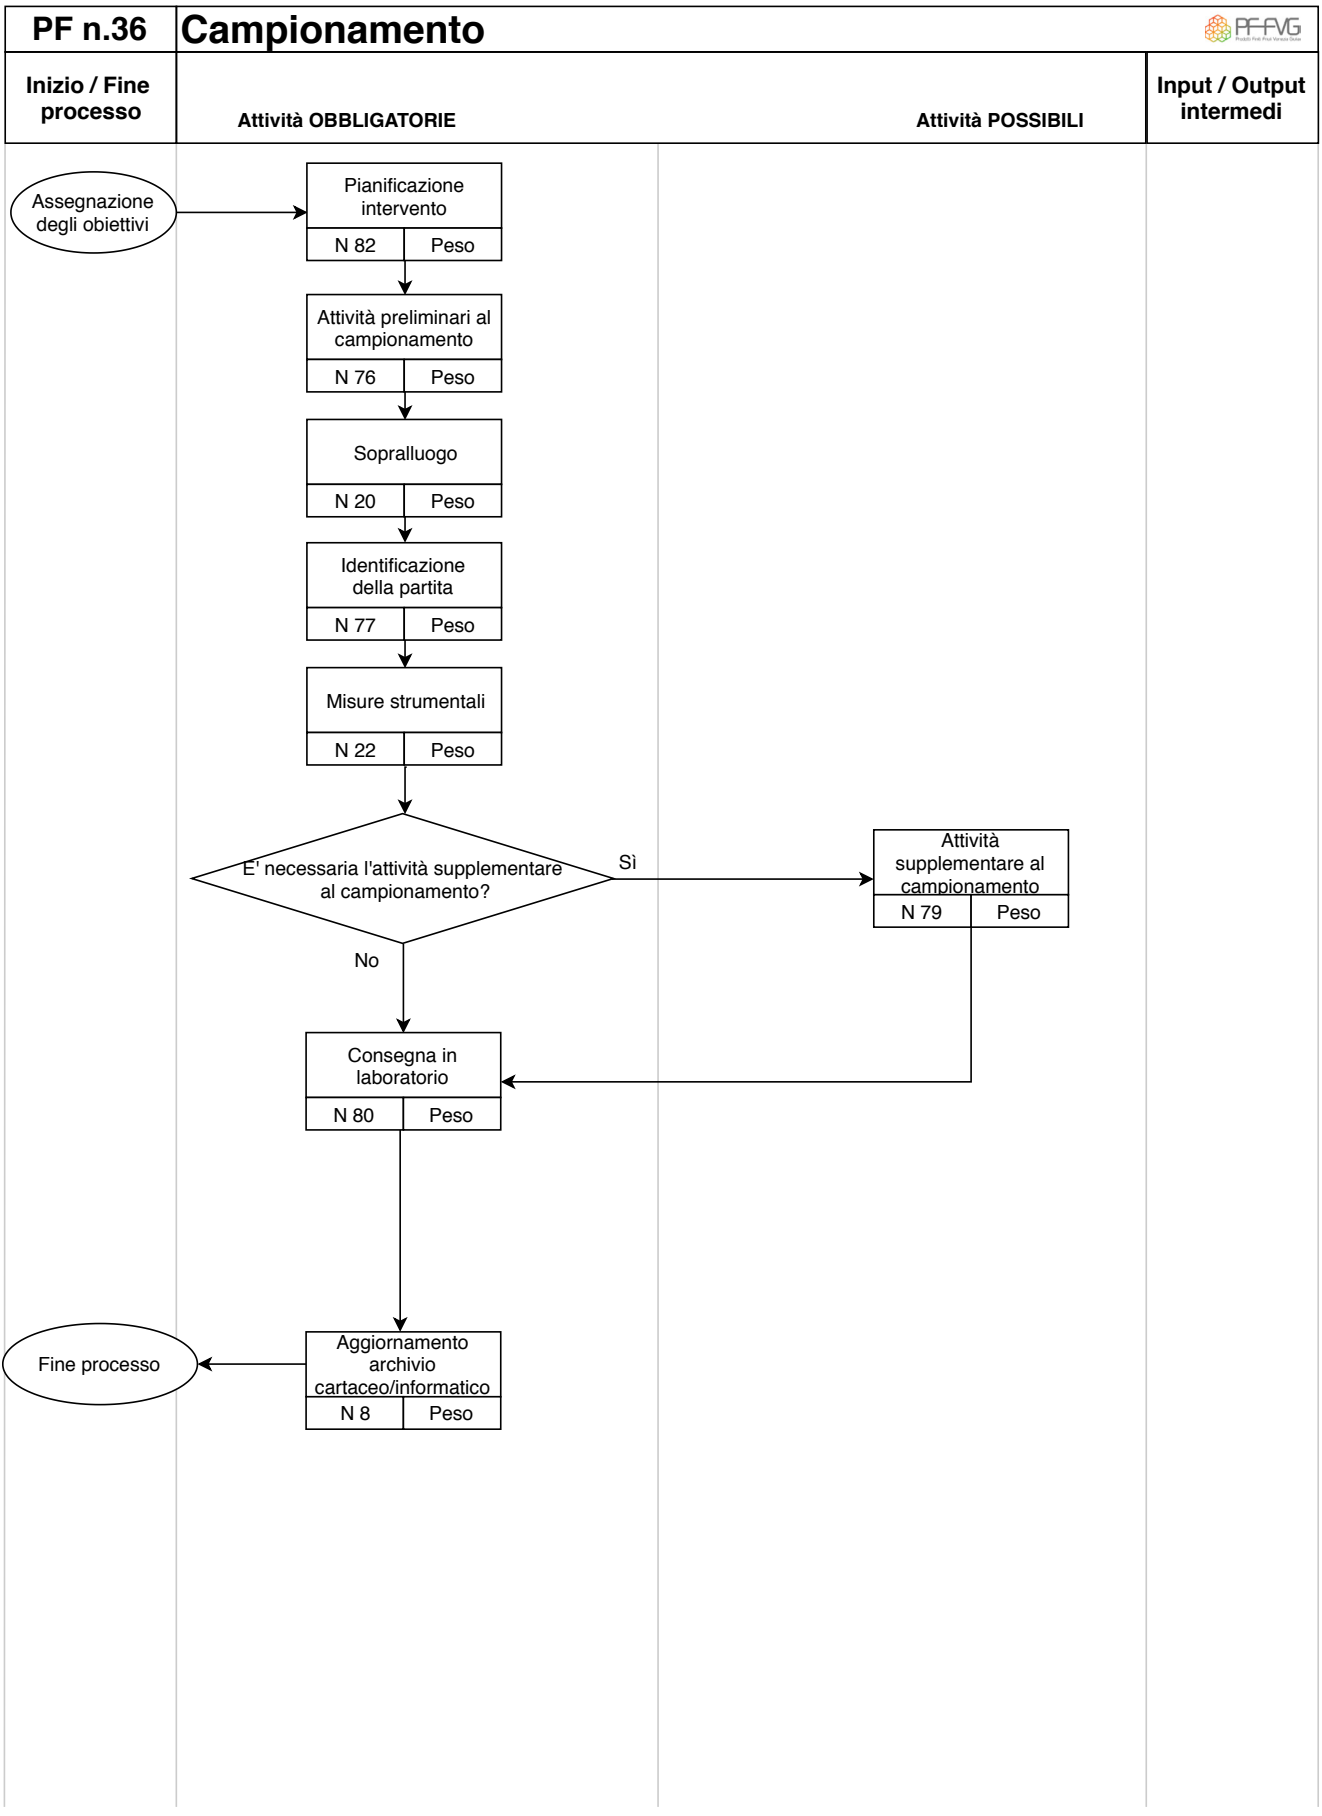 PF n.36
Campionamento
PF-FVG
Inizio / Fine
processo
Attività OBBLIGATORIE
Attività POSSIBILI
Input / Output
intermedi
Assegnazione
degli obiettivi
Pianificazione
intervento
N 82
Peso
Attività preliminari al
campionamento
N 76
Peso
Sopralluogo
N 20
Peso
Identificazione
della partita
N 77
Peso
Misure strumentali
N 22
Peso
E' necessaria l'attività supplementare
al campionamento?
Sì
Attività
supplementare al
campionamento
N 79
Peso
No
Consegna in
laboratorio
N 80
Peso
Fine processo
Aggiornamento
archivio
cartaceo/informatico
N 8
Peso